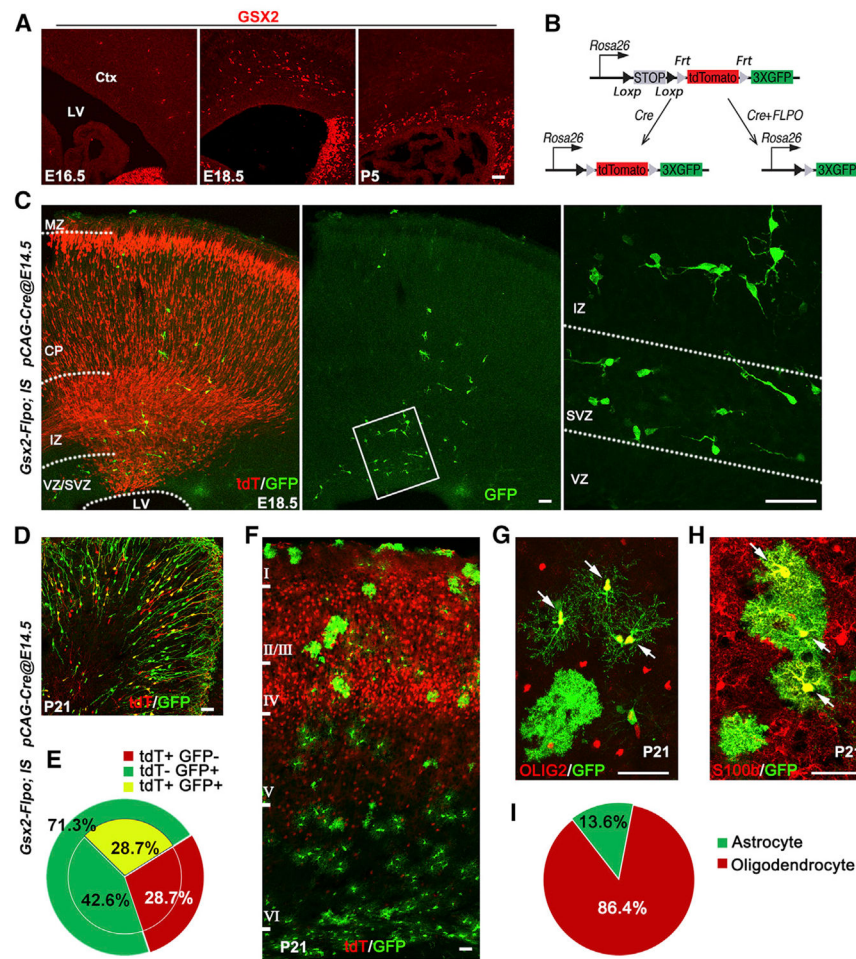 A
GSX2
Ctx
LV
E16.5
E18.5
P5
B
Rosa26
Frt
Frt
STOP
tdTomato
3XGFP
Loxp
Loxp
Cre
Cre+FLPO
Rosa26
Rosa26
tdTomato
3XGFP
3XGFP
C
Gsx2-Flpo; IS pCAG-Cre@E14.5
MZ
CP
IZ
VZ/SVZ
LV
tdT/GFP
E18.5
GFP
IZ
SVZ
VZ
D
Gsx2-Flpo; IS pCAG-Cre@E14.5
P21
tdT/GFP
E
tdT+ GFP-
tdT- GFP+
tdT+ GFP+
71.3%
28.7%
42.6%
28.7%
F
I
II/III
IV
V
VI
P21
tdT/GFP
G
P21
OLIG2/GFP
H
P21
S100b/GFP
I
13.6%
86.4%
Astrocyte
Oligodendrocyte